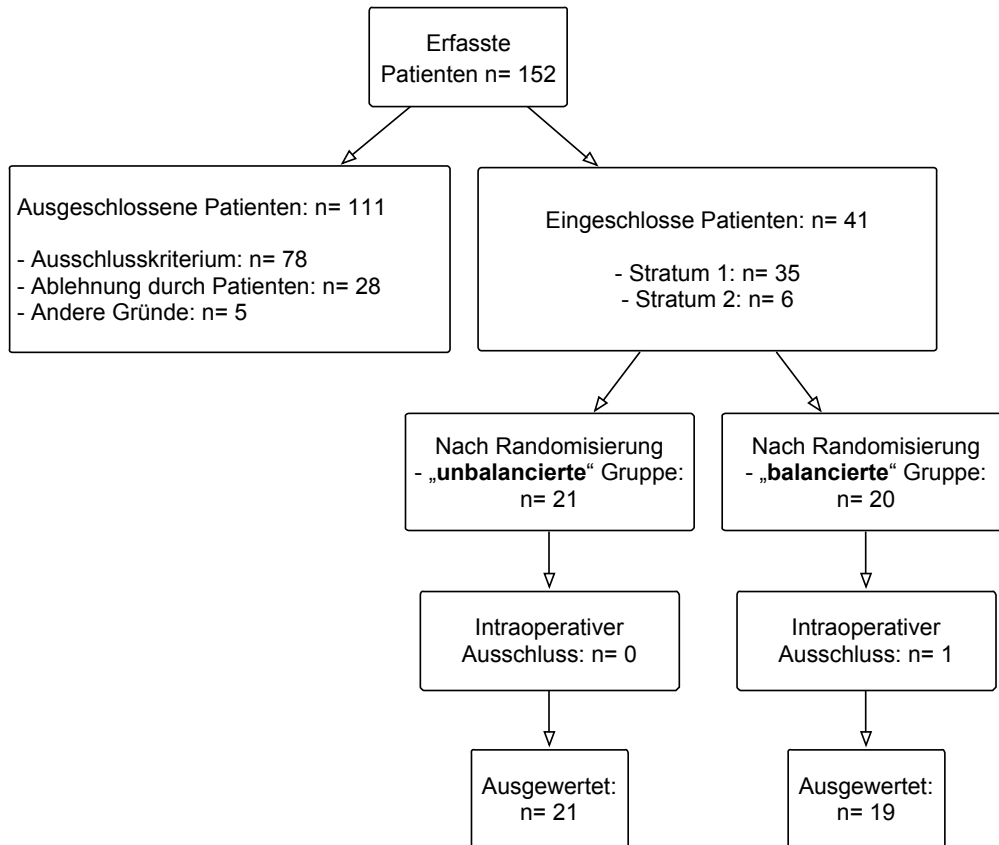 Erfasste
Patienten n= 152
Ausgeschlossene Patienten: n= 111
- Ausschlusskriterium: n= 78
- Ablehnung durch Patienten: n= 28
- Andere Gründe: n= 5
Eingeschlosse Patienten: n= 41
- Stratum 1: n= 35
- Stratum 2: n= 6
Nach Randomisierung
- „unbalancierte“ Gruppe:
n= 21
Nach Randomisierung
- „balancierte“ Gruppe:
n= 20
Intraoperativer
Ausschluss: n= 0
Intraoperativer
Ausschluss: n= 1
Ausgewertet:
n= 21
Ausgewertet:
n= 19